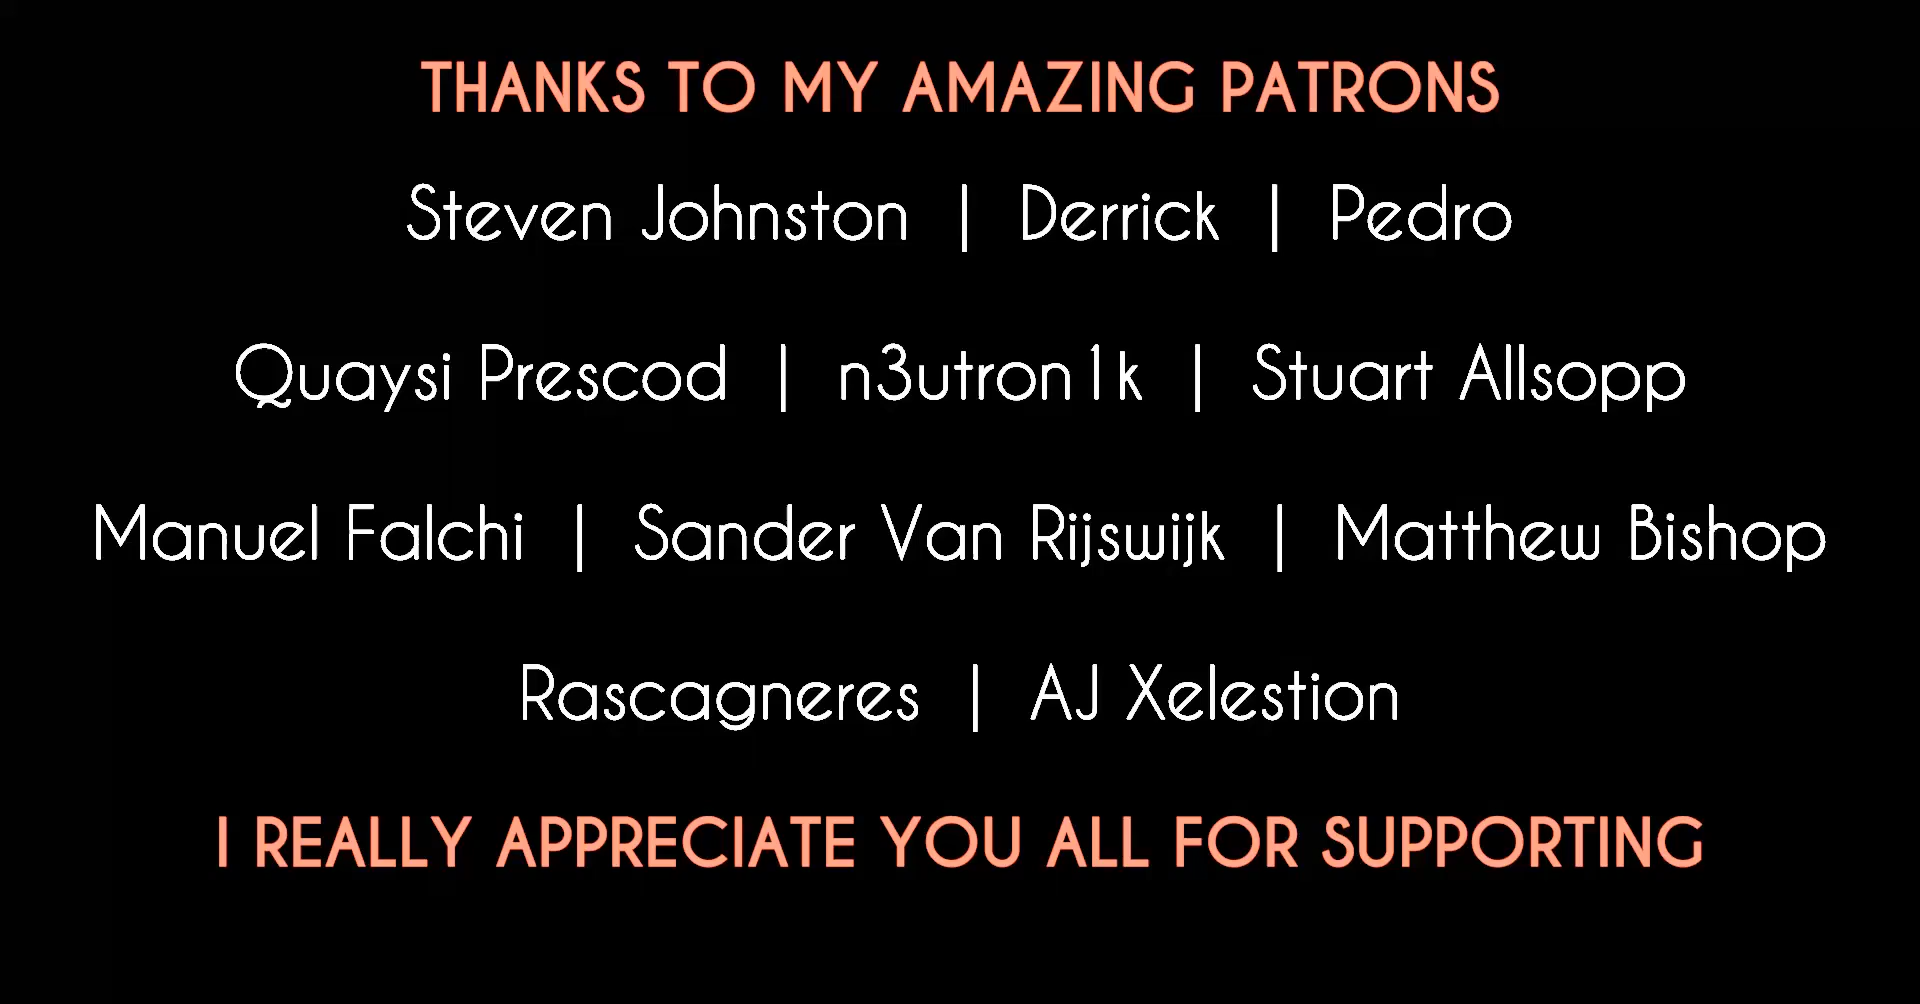 THANKS TO MY AMAZING PATRONS
Steven Johnston | Derrick | Pedro
Quaysi Prescod | n3utron1k | Stuart Allsopp
Manuel Falchi | Sander Van Rijswijk | Matthew Bishop
Rascagneres | AJ Xelestion
I REALLY APPRECIATE YOU ALL FOR SUPPORTING